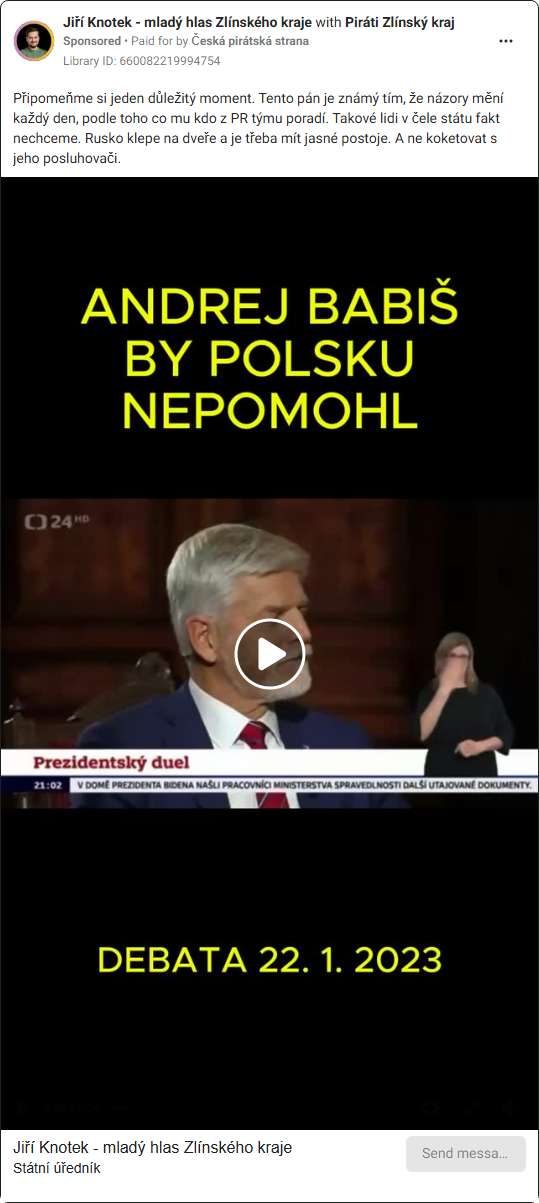 Jiří Knotek - mladý hlas Zlínského kraje with Piráti Zlínský kraj
Sponsored • Paid for by Česká pirátská strana
Library ID: 660082219994754
Připomeňme si jeden důležitý moment. Tento pán je známý tím, že názory mění
každý den, podle toho co mu kdo z PR týmu poradí. Takové lidi v čele státu fakt
nechceme. Rusko klepe na dveře a je třeba mít jasné postoje. A ne koketovat s
jeho posluhovači.
ANDREJ BABIŠ
BY POLSKU
NEPOMOHL
24 HD
Prezidentský duel
21:02 V DOMĚ PREZIDENTA BIDENA NAŠLI PRACOVNÍCI MINISTERSTVA SPRAVEDLNOSTI DALŠÍ UTAJOVANÉ DOKUMENTY.
DEBATA 22. 1. 2023
Jiří Knotek - mladý hlas Zlínského kraje
Státní úředník
Send messa...